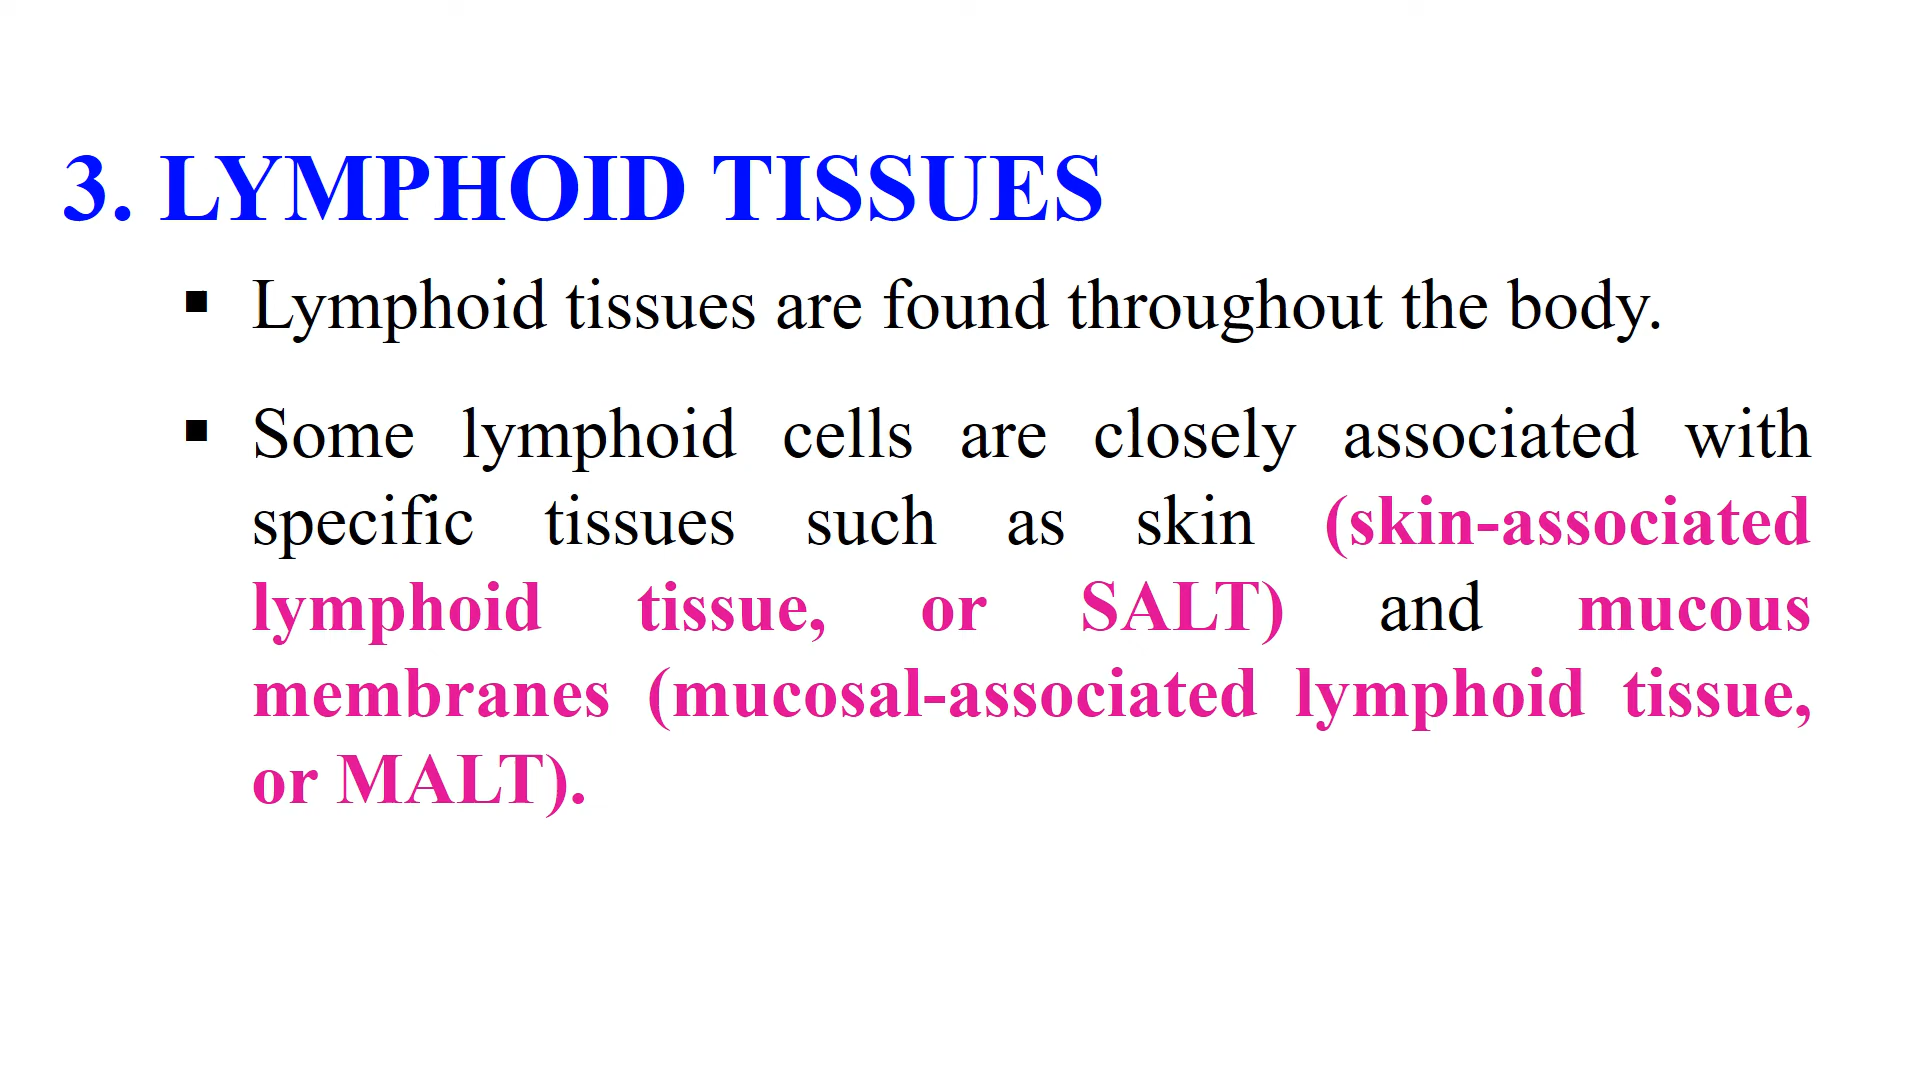 3. LYMPHOID TISSUES
▪ Lymphoid tissues are found throughout the body.
▪ Some lymphoid cells are closely associated with
specific tissues such as skin (skin-associated
lymphoid tissue, or SALT) and mucous
membranes (mucosal-associated lymphoid tissue,
or MALT).